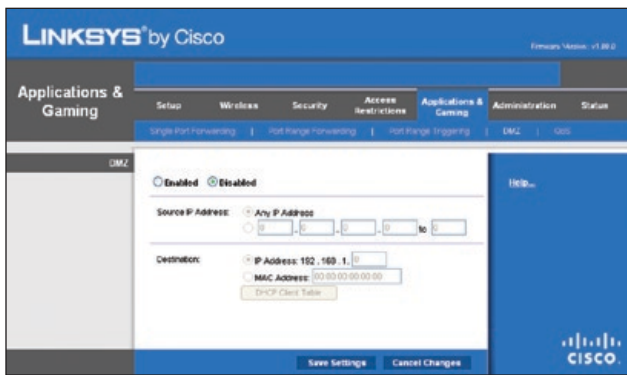 LINKSYS® by Cisco
Firmware Version: v1.00.0
Applications & Gaming
Setup Wireless Security Access Restrictions Applications & Gaming Administration Status
Single Port Forwarding | Port Range Forwarding | Port Range Triggering | DMZ | QoS
DMZ
Enabled Disabled
Help...
Source IP Address: Any IP Address
0 . 0 . 0 . 0 to 0
Destination: IP Address: 192 . 168 . 1 . 0
MAC Address: 00:00:00:00:00:00
DHCP Client Table
Save Settings Cancel Changes
CISCO.